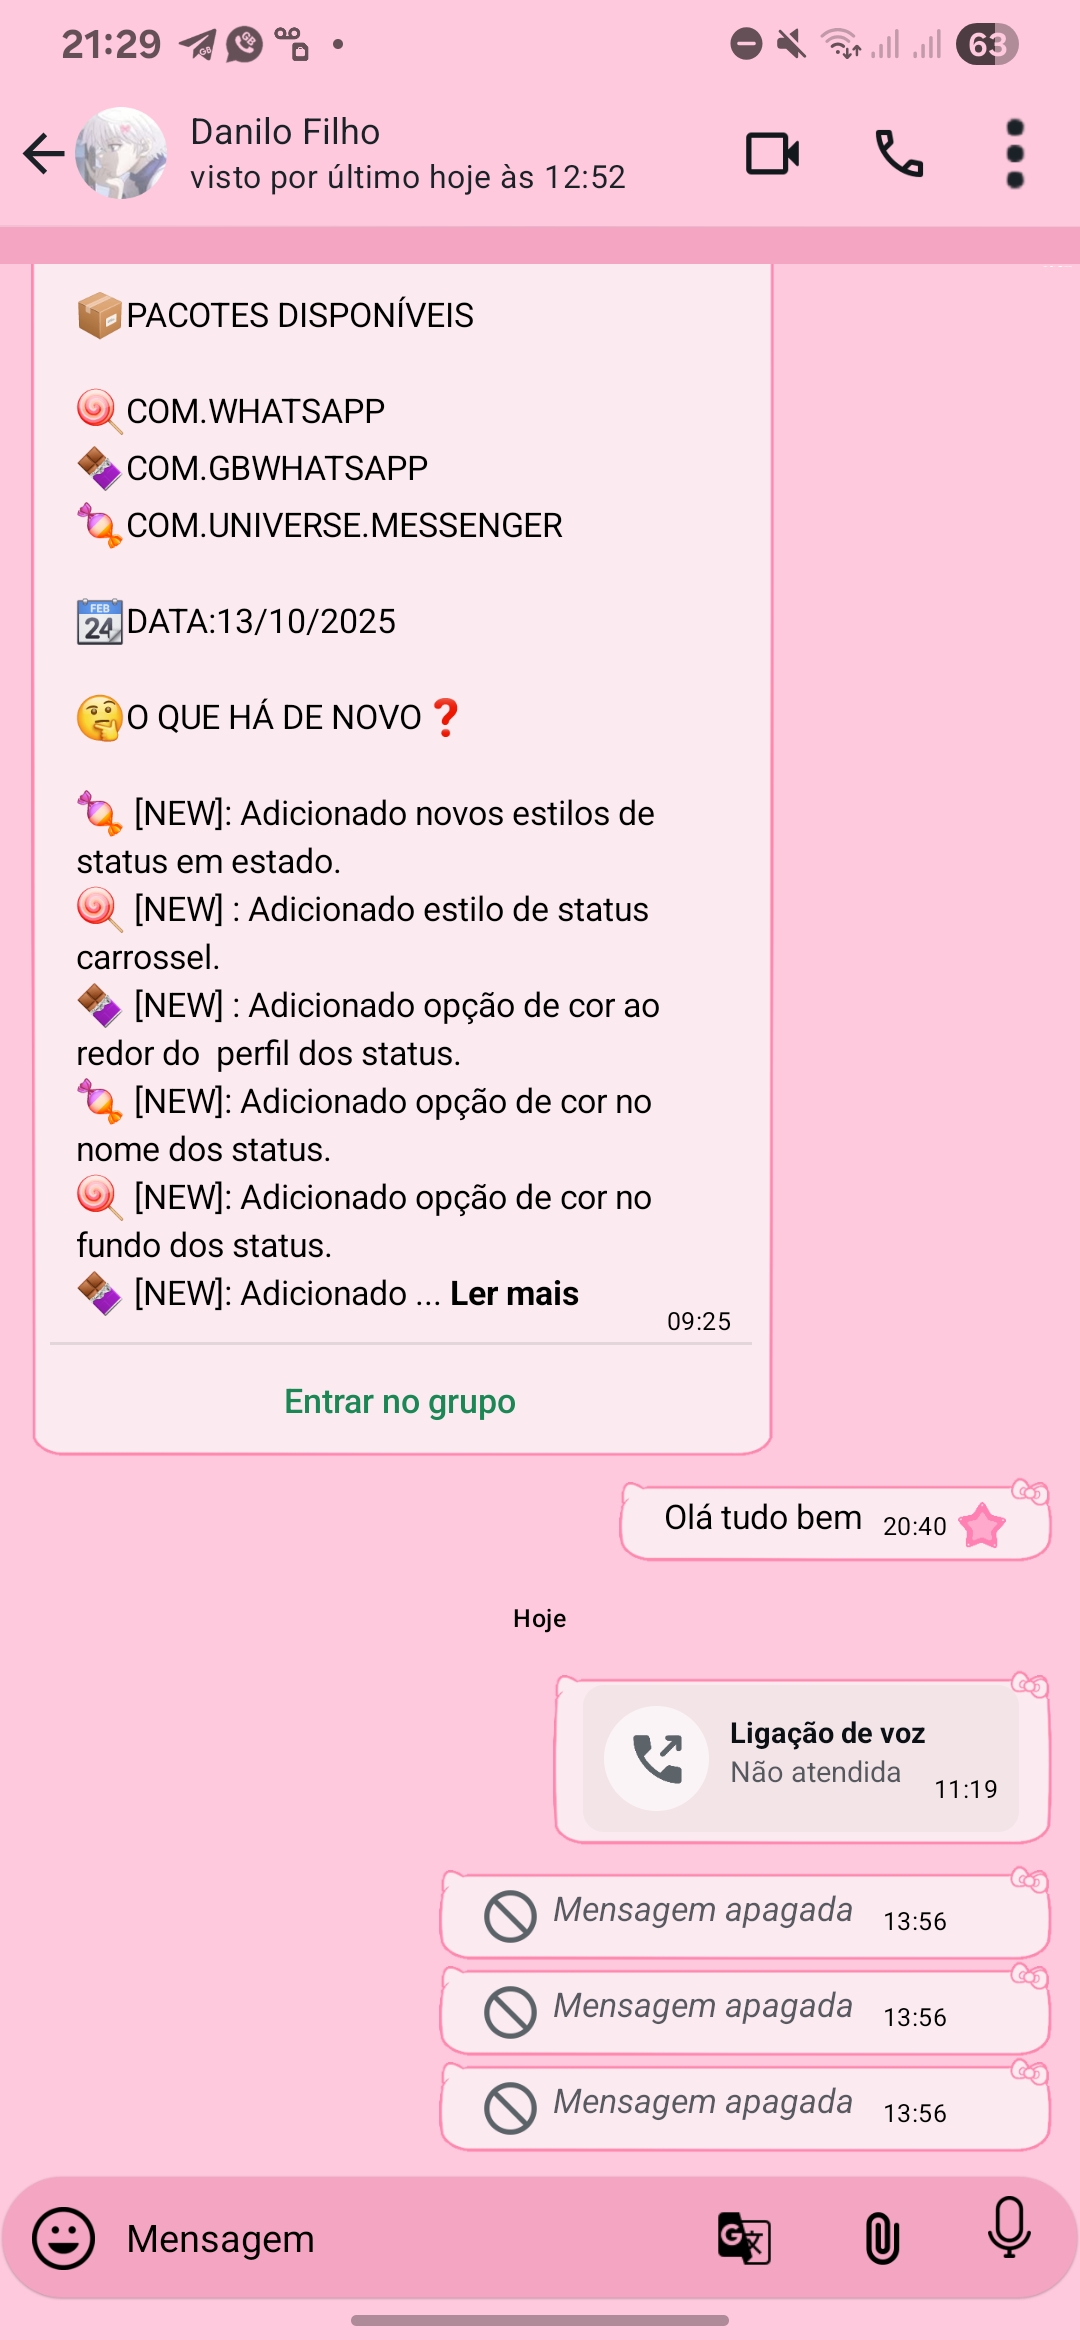 21:29
63
Danilo Filho
visto por último hoje às 12:52
📦PACOTES DISPONÍVEIS
🍭COM.WHATSAPP
🍫COM.GBWHATSAPP
🍬COM.UNIVERSE.MESSENGER
📆DATA:13/10/2025
🤔O QUE HÁ DE NOVO❓
🍬 [NEW]: Adicionado novos estilos de
status em estado.
🍭 [NEW] : Adicionado estilo de status
carrossel.
🍫 [NEW] : Adicionado opção de cor ao
redor do  perfil dos status.
🍬 [NEW]: Adicionado opção de cor no
nome dos status.
🍭 [NEW]: Adicionado opção de cor no
fundo dos status.
🍫 [NEW]: Adicionado ... Ler mais
09:25
Entrar no grupo
Olá tudo bem 20:40
Hoje
Ligação de voz
Não atendida 11:19
Mensagem apagada 13:56
Mensagem apagada 13:56
Mensagem apagada 13:56
Mensagem